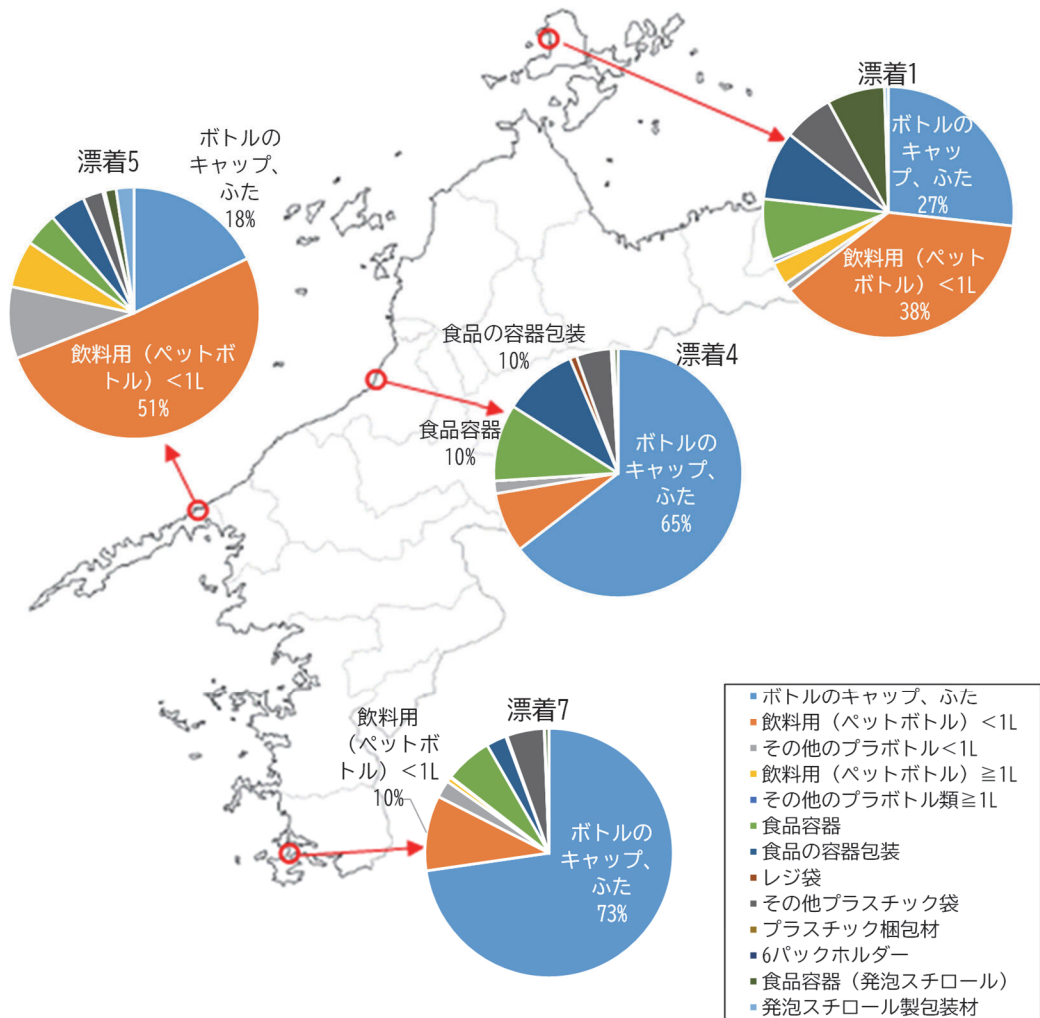 漂着1
ボトルの
キャッ
プ、ふた
27%
飲料用（ペット
ボトル）<1L
38%
漂着5
ボトルの
キャップ、
ふた
18%
飲料用（ペットボ
トル）<1L
51%
食品の容器包装
10%
漂着4
食品容器
10%
ボトルの
キャップ、
ふた
65%
漂着7
飲料用
（ペットボ
トル）<1L
10%
ボトルの
キャップ、
ふた
73%
ボトルのキャップ、ふた
飲料用（ペットボトル）<1L
その他のプラボトル<1L
飲料用（ペットボトル）≧1L
その他のプラボトル類≧1L
食品容器
食品の容器包装
レジ袋
その他プラスチック袋
プラスチック梱包材
6パックホルダー
食品容器（発泡スチロール）
発泡スチロール製包装材